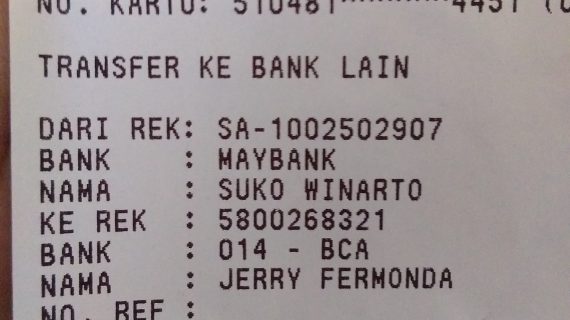 NO. KARTU: 510481********4451
TRANSFER KE BANK LAIN
DARI REK: SA-1002502907
BANK : MAYBANK
NAMA : SUKO WINARTO
KE REK : 5800268321
BANK : 014 - BCA
NAMA : JERRY FERMONDA
NO. REF :